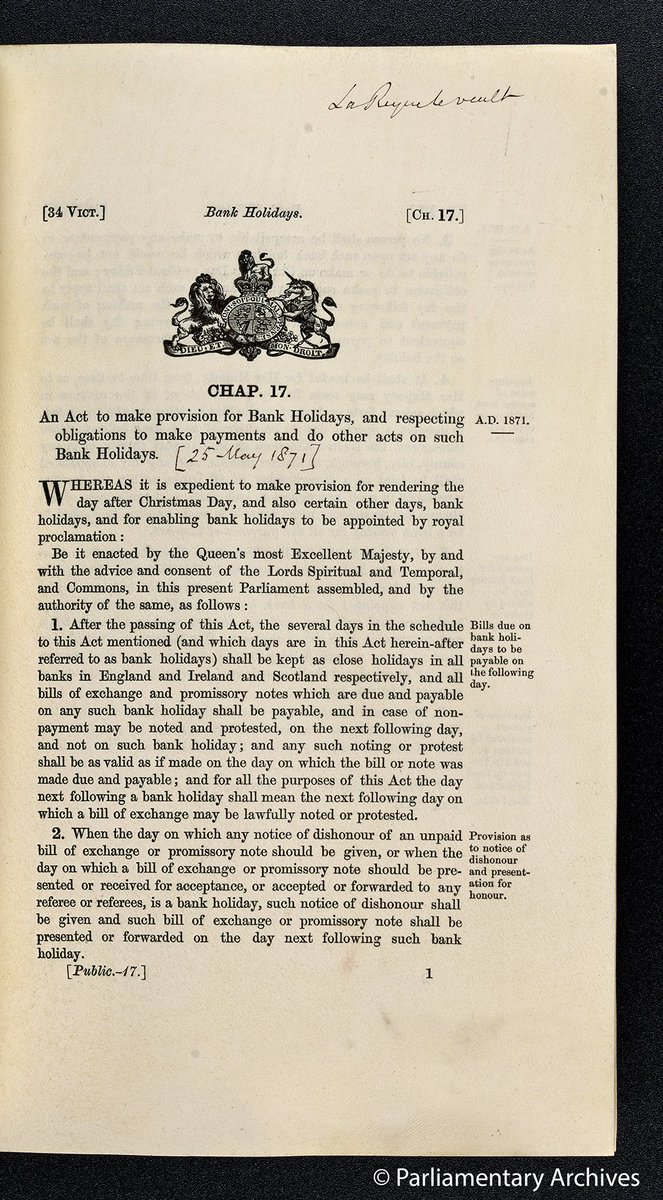 La Reyne le veult
[34 VICT.] Bank Holidays. [CH. 17.]
DIEU·ET· MON·DROIT·
CHAP. 17.
An Act to make provision for Bank Holidays, and respecting A.D. 1871.
obligations to make payments and do other acts on such
Bank Holidays. [25 May 1871]
WHEREAS it is expedient to make provision for rendering the
day after Christmas Day, and also certain other days, bank
holidays, and for enabling bank holidays to be appointed by royal
proclamation :
Be it enacted by the Queen's most Excellent Majesty, by and
with the advice and consent of the Lords Spiritual and Temporal,
and Commons, in this present Parliament assembled, and by the
authority of the same, as follows :
1. After the passing of this Act, the several days in the schedule
to this Act mentioned (and which days are in this Act herein-after
referred to as bank holidays) shall be kept as close holidays in all
banks in England and Ireland and Scotland respectively, and all
bills of exchange and promissory notes which are due and payable
on any such bank holiday shall be payable, and in case of non-
payment may be noted and protested, on the next following day,
and not on such bank holiday; and any such noting or protest
shall be as valid as if made on the day on which the bill or note was
made due and payable; and for all the purposes of this Act the day
next following a bank holiday shall mean the next following day on
which a bill of exchange may be lawfully noted or protested.
Bills due on
bank holi-
days to be
payable on
the following
day.
2. When the day on which any notice of dishonour of an unpaid
bill of exchange or promissory note should be given, or when the
day on which a bill of exchange or promissory note should be pre-
sented or received for acceptance, or accepted or forwarded to any
referee or referees, is a bank holiday, such notice of dishonour shall
be given and such bill of exchange or promissory note shall be
presented or forwarded on the day next following such bank
holiday.
Provision as
to notice of
dishonour
and present-
ation for
honour.
[Public.-17.] 1
© Parliamentary Archives